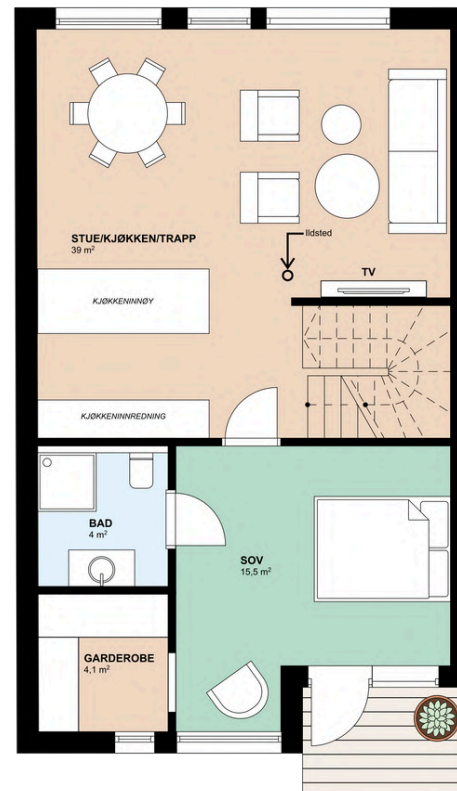 Ildsted
STUE/KJØKKEN/TRAPP
39 m²
TV
KJØKKENINNØY
KJØKKENINNREDNING
BAD
4 m²
SOV
15,5 m²
GARDEROBE
4,1 m²